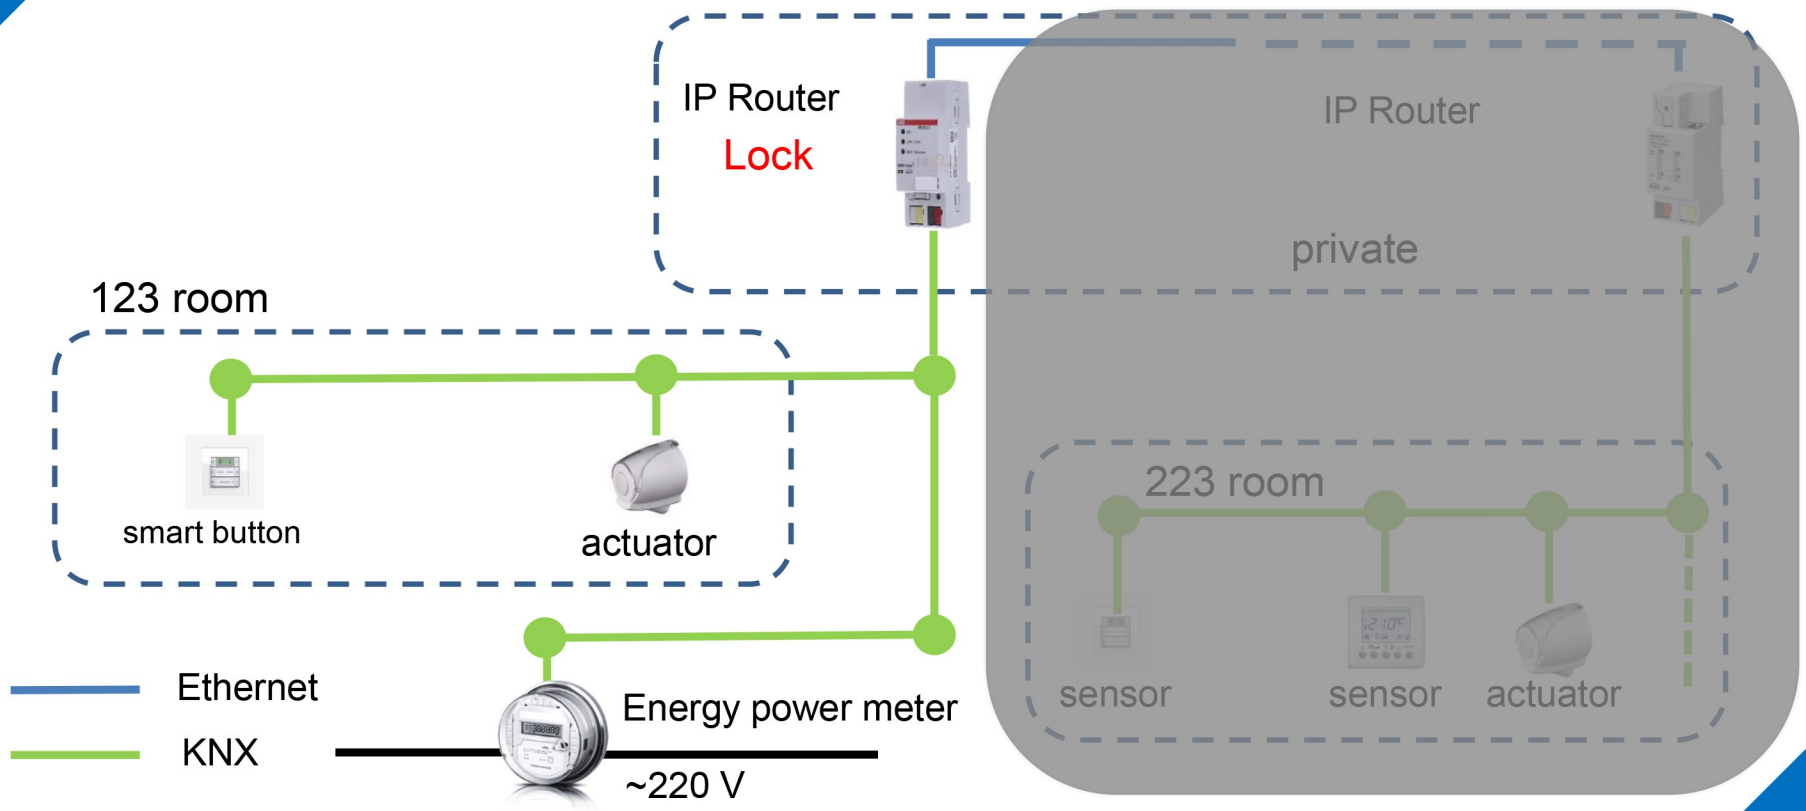 IP Router
Lock
IP Router
private
123 room
smart button
actuator
223 room
sensor
sensor
actuator
Ethernet
KNX
Energy power meter
~220 V